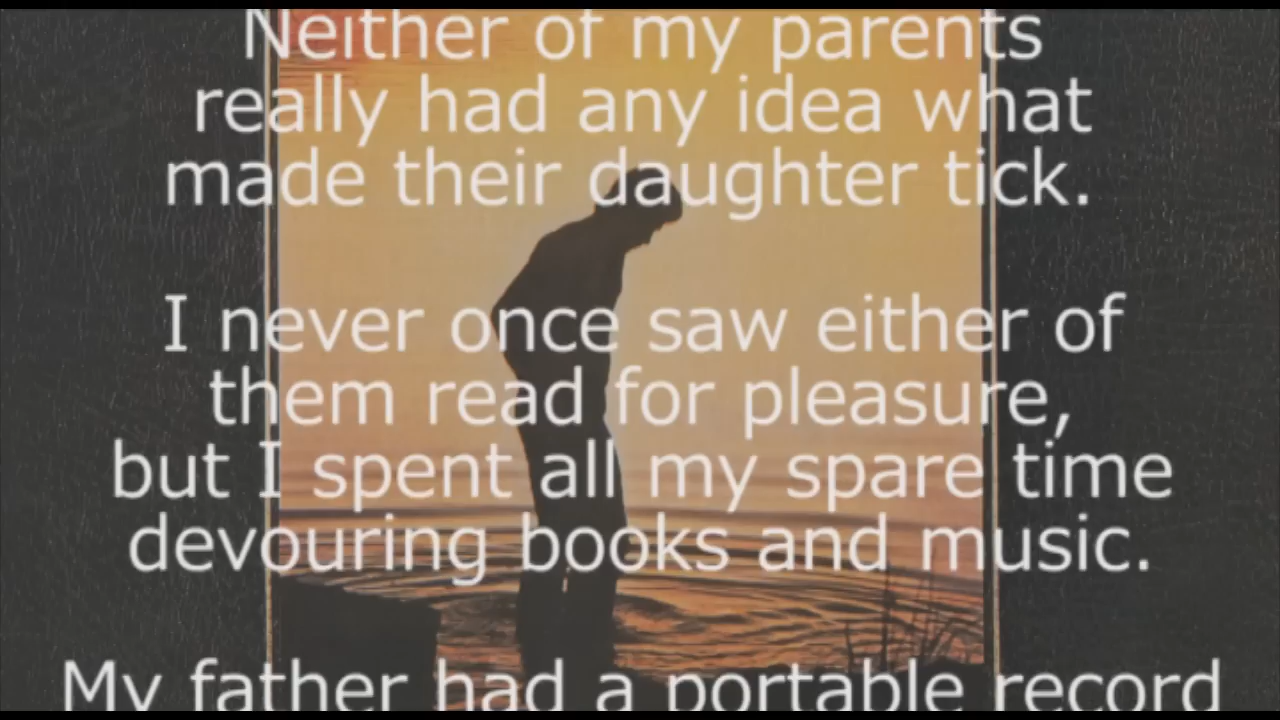 Neither of my parents
really had any idea what
made their daughter tick.
I never once saw either of
them read for pleasure,
but I spent all my spare time
devouring books and music.
My father had a portable record